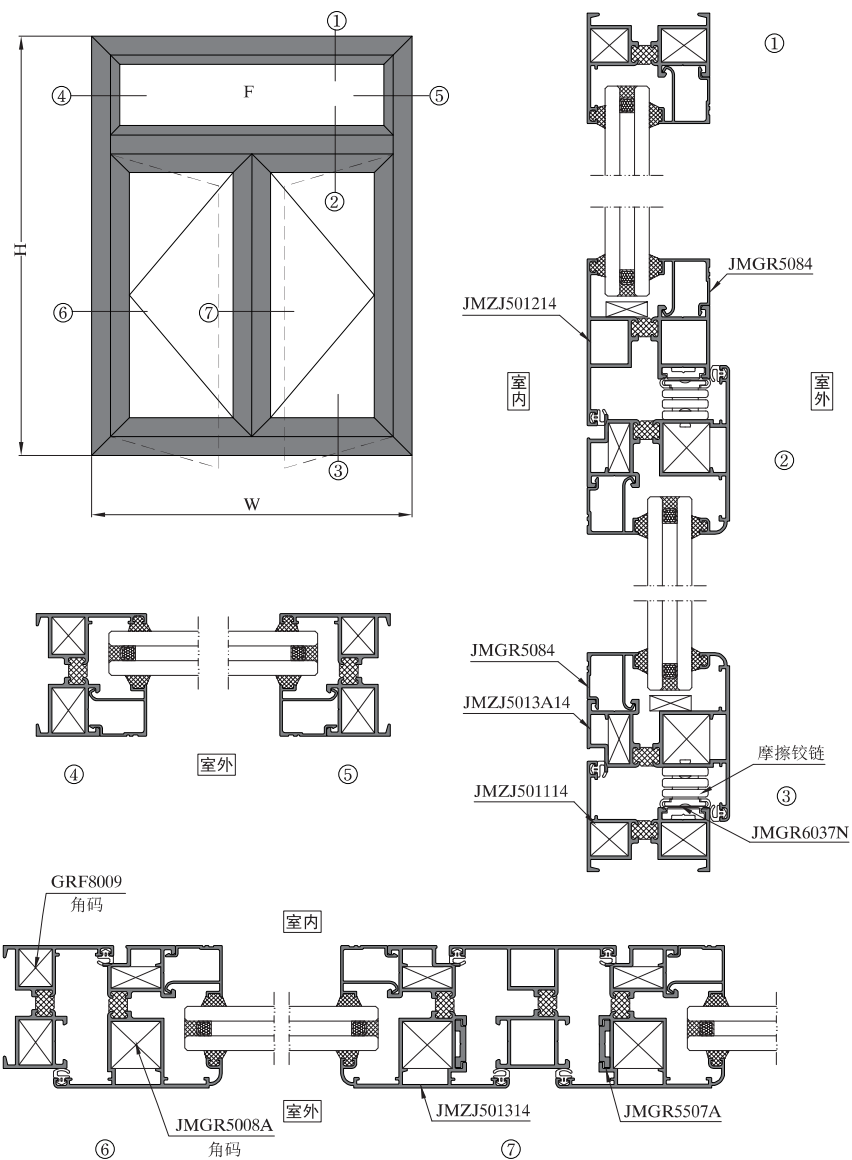 ①
④
F
⑤
②
H
⑥
⑦
③
W
①
JMGR5084
JMZJ501214
室内
室外
②
JMGR5084
JMZJ5013A14
摩擦铰链
③
JMZJ501114
JMGR6037N
室外
④
⑤
GRF8009
角码
室内
室外
JMZJ501314
JMGR5507A
JMGR5008A
角码
⑥
⑦